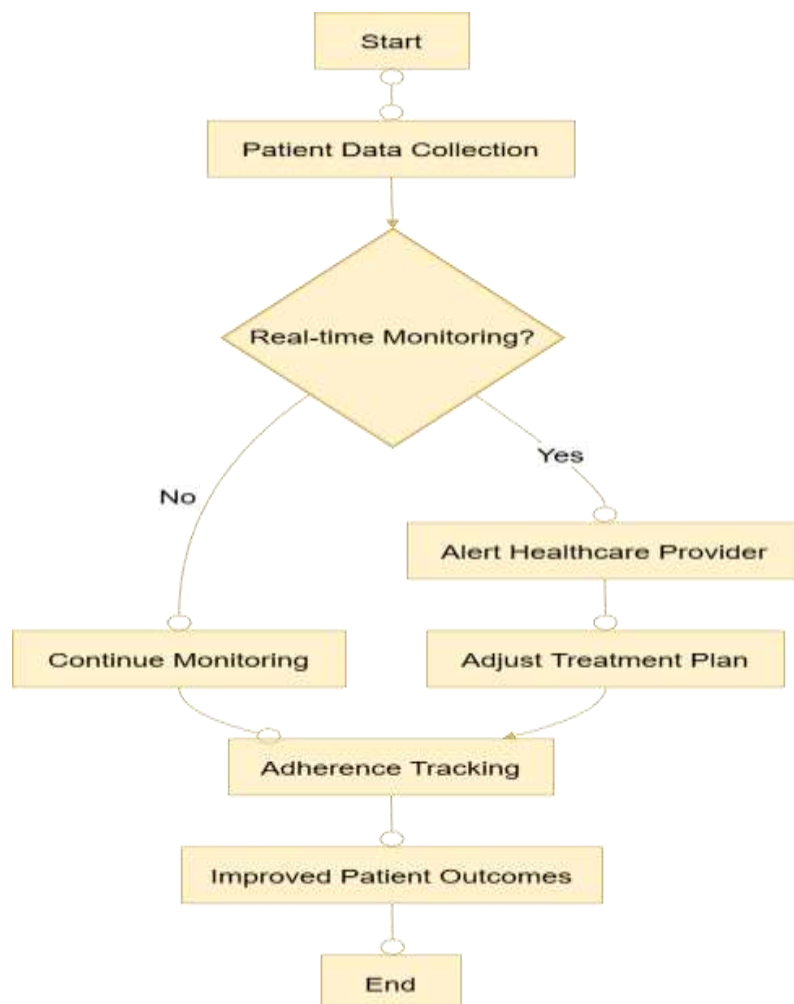 Start
Patient Data Collection
Real-time Monitoring?
Yes
No
Alert Healthcare Provider
Continue Monitoring
Adjust Treatment Plan
Adherence Tracking
Improved Patient Outcomes
End